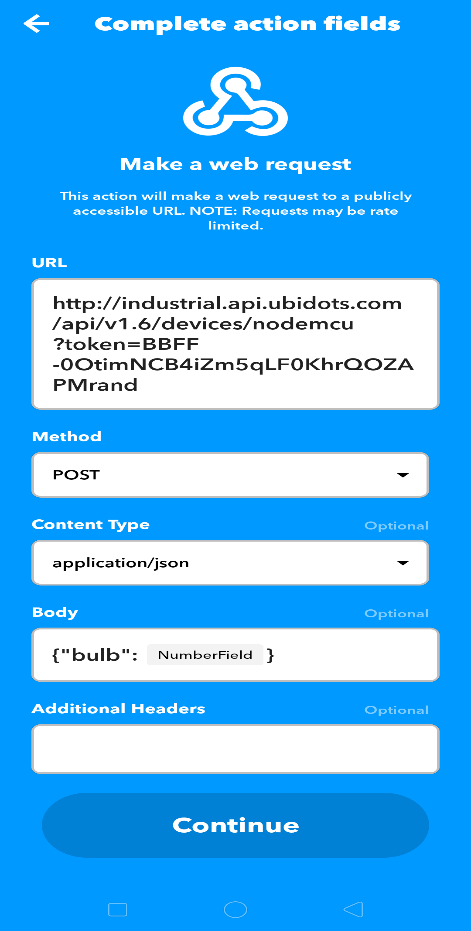 Complete action fields
Make a web request
This action will make a web request to a publicly
accessible URL. NOTE: Requests may be rate
limited.
URL
http://industrial.api.ubidots.com
/api/v1.6/devices/nodemcu
?token=BBFF
-0OtimNCB4iZm5qLF0KhrQOZA
PMrand
Method
POST
Content Type Optional
application/json
Body Optional
{"bulb": NumberField }
Additional Headers Optional
Continue